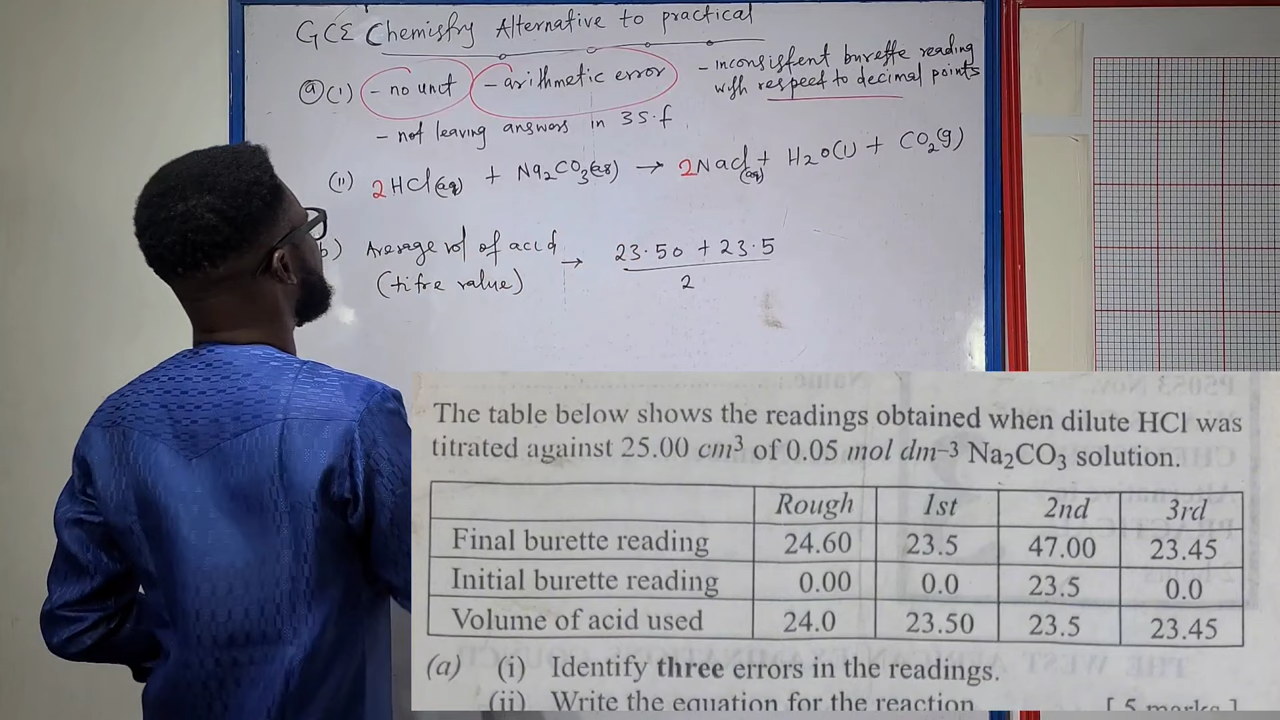 GCE Chemistry Alternative to practical
(a)(i) - no unit - arithmetic error - inconsistent burette reading
with respect to decimal points
- not leaving answers in 3 S.f
(ii) 2HCl(aq) + Na2CO3(aq) → 2NaCl(aq) + H2O(l) + CO2(g)
b) Average vol of acid → 23.50 + 23.5
(titre value) 2
The table below shows the readings obtained when dilute HCl was
titrated against 25.00 cm³ of 0.05 mol dm–3 Na2CO3 solution.
Rough 1st 2nd 3rd
Final burette reading 24.60 23.5 47.00 23.45
Initial burette reading 0.00 0.0 23.5 0.0
Volume of acid used 24.0 23.50 23.5 23.45
(a) (i) Identify three errors in the readings.
(ii) Write the equation for the reaction [5 marks]